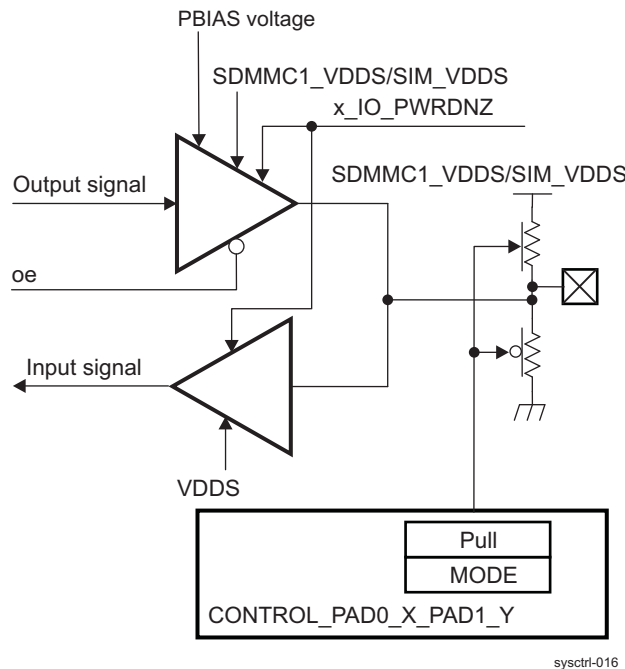 PBIAS voltage
SDMMC1_VDDS/SIM_VDDS
x_IO_PWRDNZ
SDMMC1_VDDS/SIM_VDDS
Output signal
oe
Input signal
VDDS
Pull
MODE
CONTROL_PAD0_X_PAD1_Y
sysctrl-016